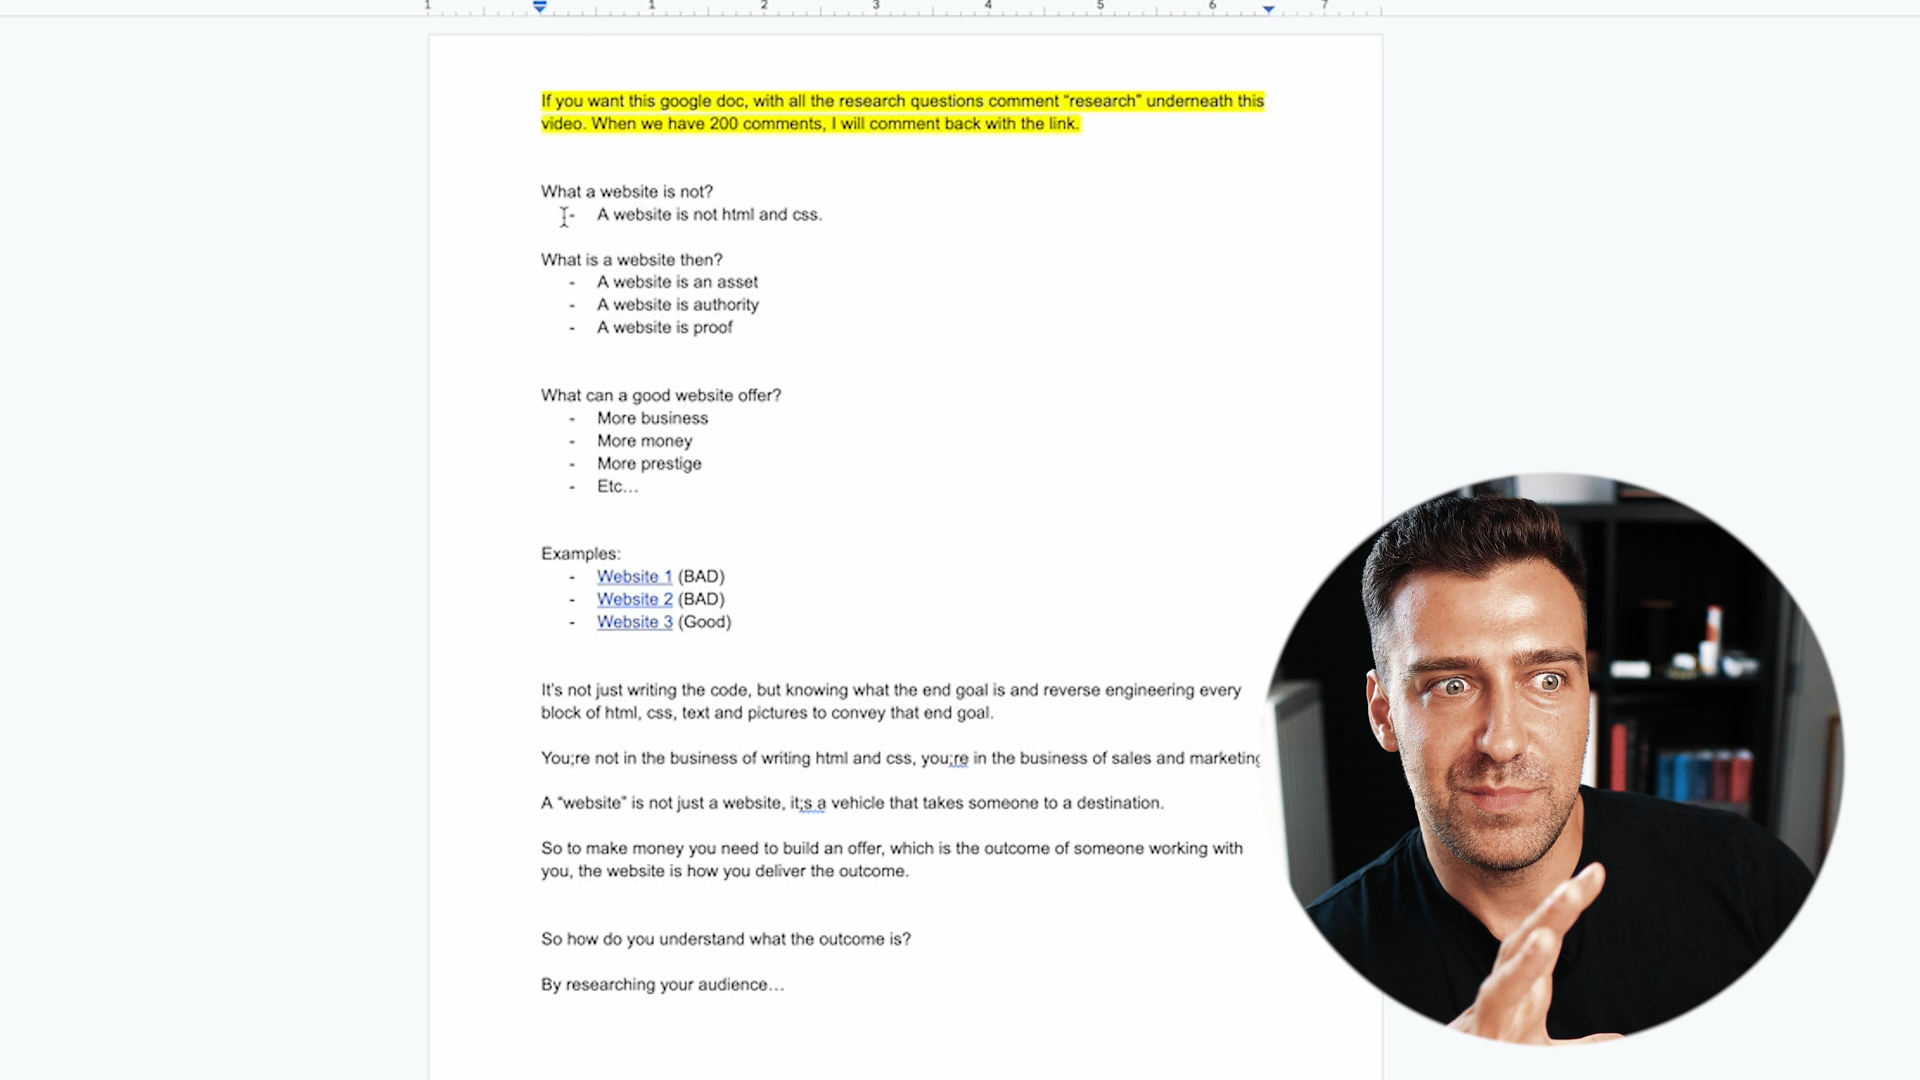 1 1 2 3 4 5 6 7
If you want this google doc, with all the research questions comment "research" underneath this
video. When we have 200 comments, I will comment back with the link.
What a website is not?
- A website is not html and css.
What is a website then?
- A website is an asset
- A website is authority
- A website is proof
What can a good website offer?
- More business
- More money
- More prestige
- Etc...
Examples:
- Website 1 (BAD)
- Website 2 (BAD)
- Website 3 (Good)
It's not just writing the code, but knowing what the end goal is and reverse engineering every
block of html, css, text and pictures to convey that end goal.
You;re not in the business of writing html and css, you;re in the business of sales and marketing
A “website” is not just a website, it;s a vehicle that takes someone to a destination.
So to make money you need to build an offer, which is the outcome of someone working with
you, the website is how you deliver the outcome.
So how do you understand what the outcome is?
By researching your audience...